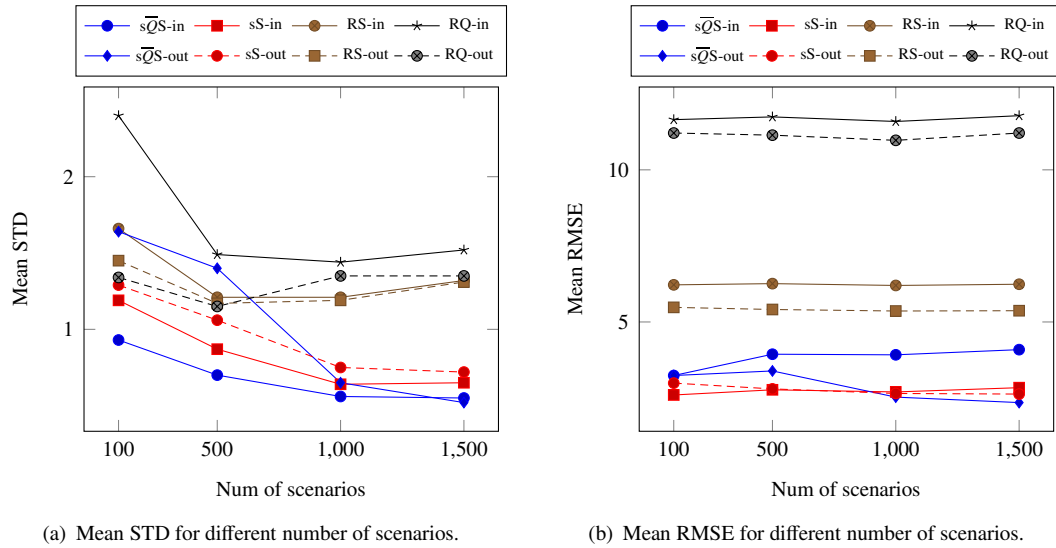 sQ̅S-in sS-in RS-in RQ-in
sQ̅S-out sS-out RS-out RQ-out
2
1
Mean STD
100 500 1,000 1,500
Num of scenarios
(a) Mean STD for different number of scenarios.
sQ̅S-in sS-in RS-in RQ-in
sQ̅S-out sS-out RS-out RQ-out
10
5
Mean RMSE
100 500 1,000 1,500
Num of scenarios
(b) Mean RMSE for different number of scenarios.